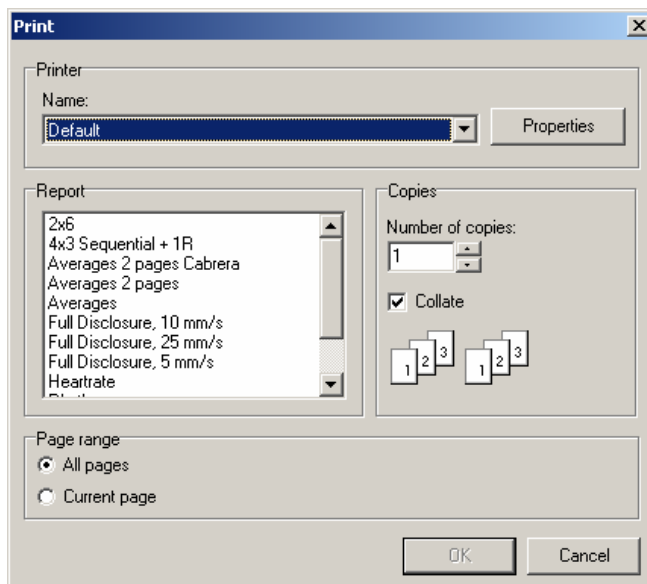 Print
Printer
Name:
Default
Properties
Report
2x6
4x3 Sequential + 1R
Averages 2 pages Cabrera
Averages 2 pages
Averages
Full Disclosure, 10 mm/s
Full Disclosure, 25 mm/s
Full Disclosure, 5 mm/s
Heartrate
Copies
Number of copies:
1
Collate
1 2 3 1 2 3
Page range
All pages
Current page
OK
Cancel